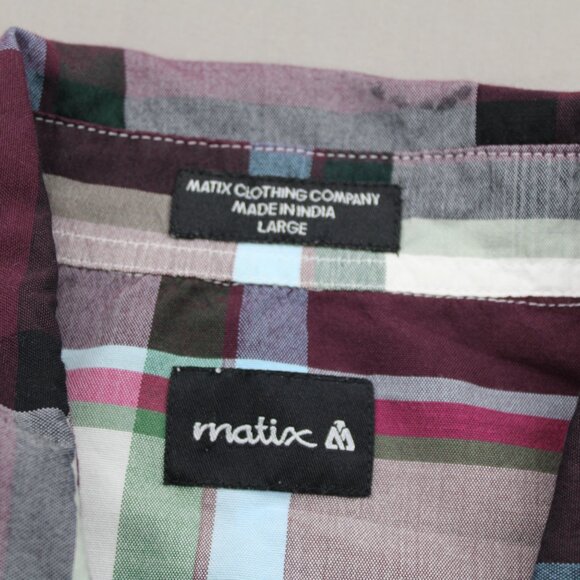 MATIX CLOTHING COMPANY
MADE IN INDIA
LARGE
matix